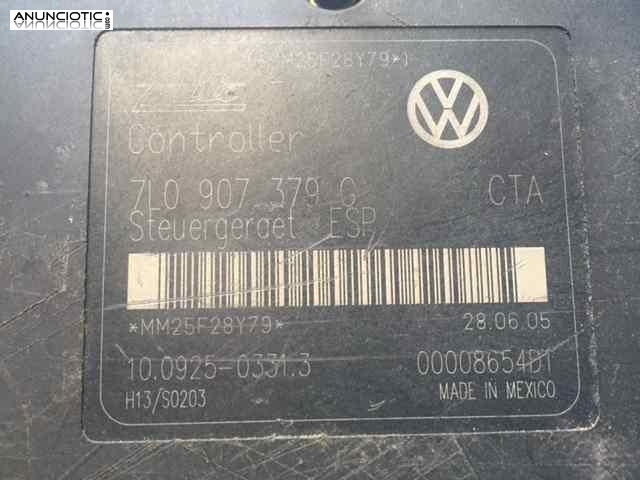 ANUNCIOTIC
.com
Controller
7L0 907 379 G CTA
Steuergeraet ESP
*MM25F28Y79* 28.06.05
10.0925-0331.3 00008654D1
H13/S0203 MADE IN MEXICO